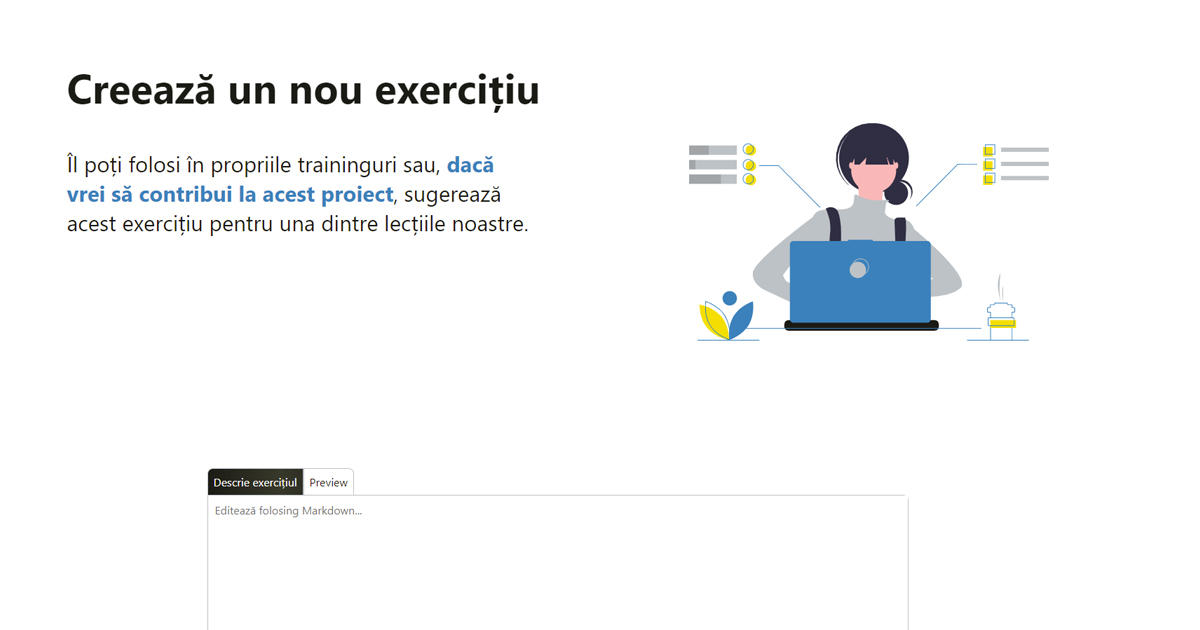 Creează un nou exercițiu
Îl poți folosi în propriile traininguri sau, dacă
vrei să contribui la acest proiect, sugerează
acest exercițiu pentru una dintre lecțiile noastre.
Descrie exercițiul
Preview
Editează folosing Markdown...